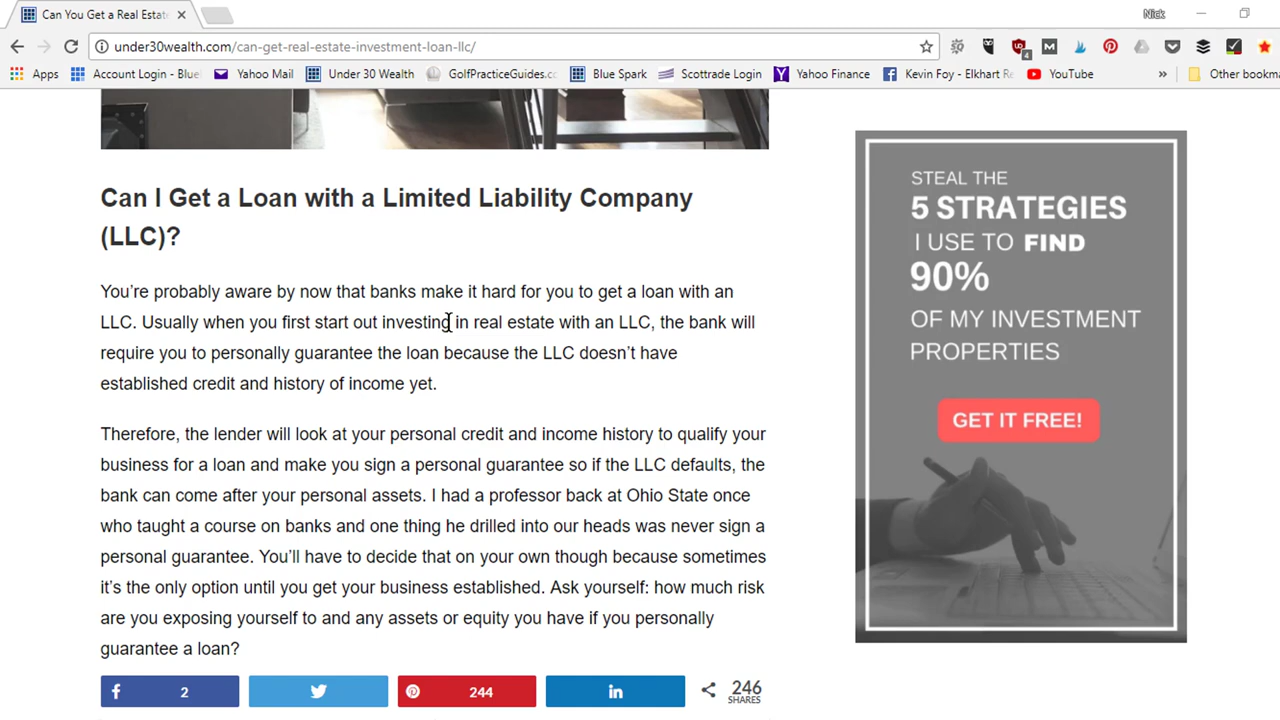 Can You Get a Real Estat
Nick
under30wealth.com/can-get-real-estate-investment-loan-llc/
4
M
Apps
Account Login - Blue
Yahoo Mail
Under 30 Wealth
GolfPracticeGuides.cc
Blue Spark
Scottrade Login
Yahoo Finance
Kevin Foy - Elkhart Re
YouTube
»
Other bookma
Can I Get a Loan with a Limited Liability Company
(LLC)?
You’re probably aware by now that banks make it hard for you to get a loan with an
LLC. Usually when you first start out investing in real estate with an LLC, the bank will
require you to personally guarantee the loan because the LLC doesn’t have
established credit and history of income yet.
Therefore, the lender will look at your personal credit and income history to qualify your
business for a loan and make you sign a personal guarantee so if the LLC defaults, the
bank can come after your personal assets. I had a professor back at Ohio State once
who taught a course on banks and one thing he drilled into our heads was never sign a
personal guarantee. You’ll have to decide that on your own though because sometimes
it’s the only option until you get your business established. Ask yourself: how much risk
are you exposing yourself to and any assets or equity you have if you personally
guarantee a loan?
2
244
246
SHARES
STEAL THE
5 STRATEGIES
I USE TO FIND
90%
OF MY INVESTMENT
PROPERTIES
GET IT FREE!